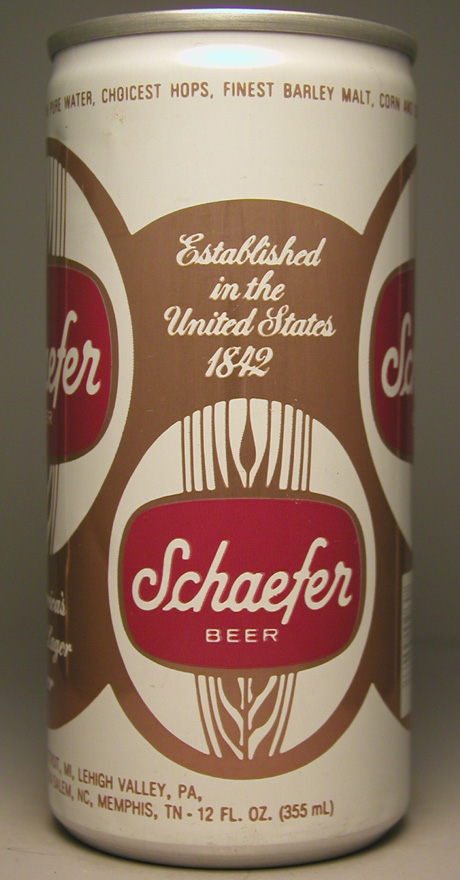 PURE WATER, CHOICEST HOPS, FINEST BARLEY MALT, CORN AND
Established
in the
United States
1842
Schaefer
BEER
MI, LEHIGH VALLEY, PA,
NC, MEMPHIS, TN - 12 FL. OZ. (355 mL)